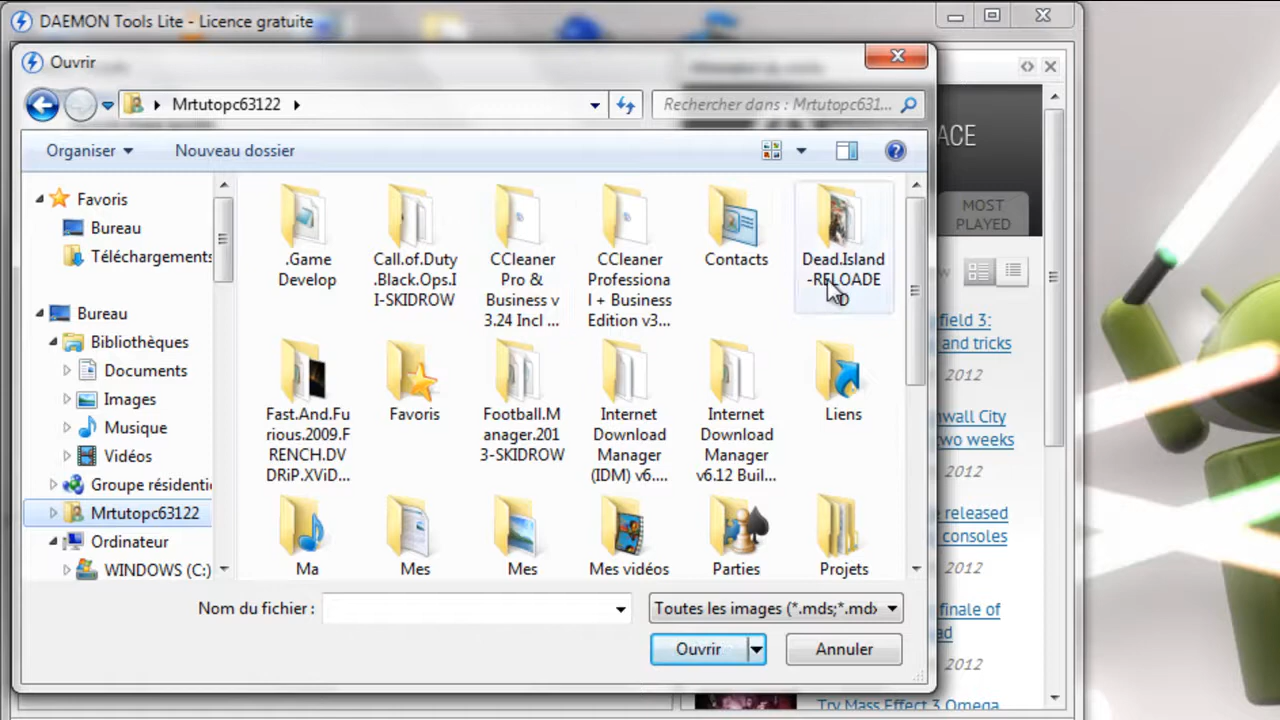 DAEMON Tools Lite - Licence gratuite
Ouvrir
Mrtutopc63122
Rechercher dans : Mrtutopc631...
Organiser
Nouveau dossier
Favoris
Bureau
Téléchargements
Bureau
Bibliothèques
Documents
Images
Musique
Vidéos
Groupe résidenti
Mrtutopc63122
Ordinateur
WINDOWS (C:)
.Game
Develop
Call.of.Duty
.Black.Ops.I
I-SKIDROW
CCleaner
Pro &
Business v
3.24 Incl ...
CCleaner
Professiona
l + Business
Edition v3...
Contacts
Dead.Island
-RELOADE
D
Fast.And.Fu
rious.2009.F
RENCH.DV
DRiP.XViD...
Favoris
Football.M
anager.201
3-SKIDROW
Internet
Download
Manager
(IDM) v6....
Internet
Download
Manager
v6.12 Buil...
Liens
Ma
Mes
Mes
Mes vidéos
Parties
Projets
Nom du fichier :
Toutes les images (*.mds;*.mdx
Ouvrir
Annuler
ACE
MOST
PLAYED
field 3:
and tricks
2012
nwall City
two weeks
2012
e released
consoles
2012
finale of
ad
2012
Try Mass Effect 3 Omega